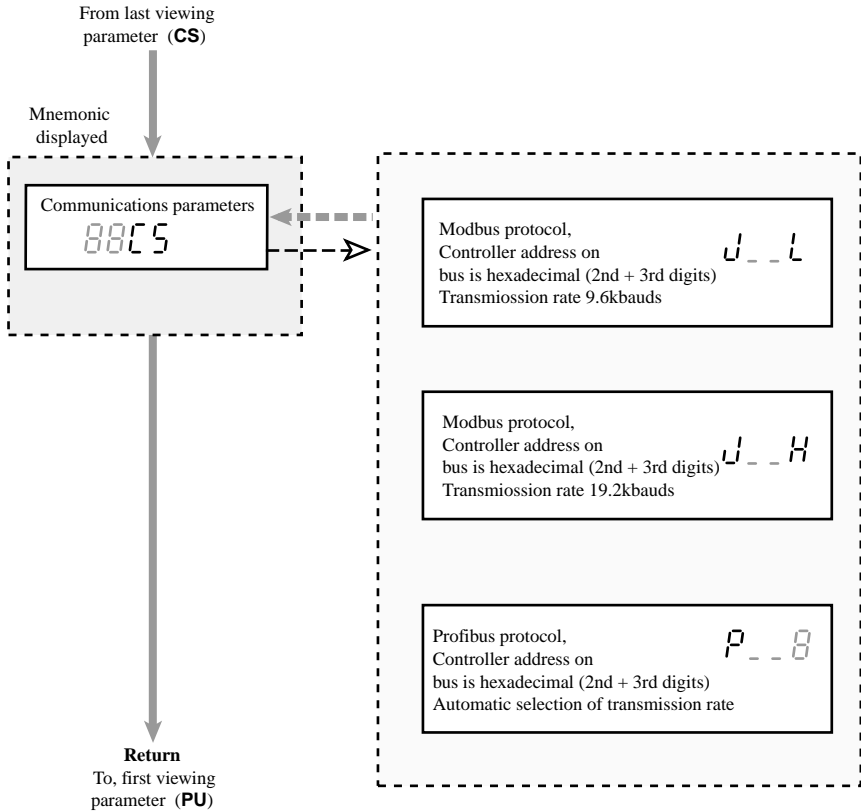 From last viewing
parameter (CS)
Mnemonic
displayed
Communications parameters
88CS
Modbus protocol,
Controller address on
bus is hexadecimal (2nd + 3rd digits)
Transmiossion rate 9.6kbauds
J _ _ L
Modbus protocol,
Controller address on
bus is hexadecimal (2nd + 3rd digits)
Transmiossion rate 19.2kbauds
J _ _ H
Profibus protocol,
Controller address on
bus is hexadecimal (2nd + 3rd digits)
Automatic selection of transmission rate
P _ _ 8
Return
To, first viewing
parameter (PU)